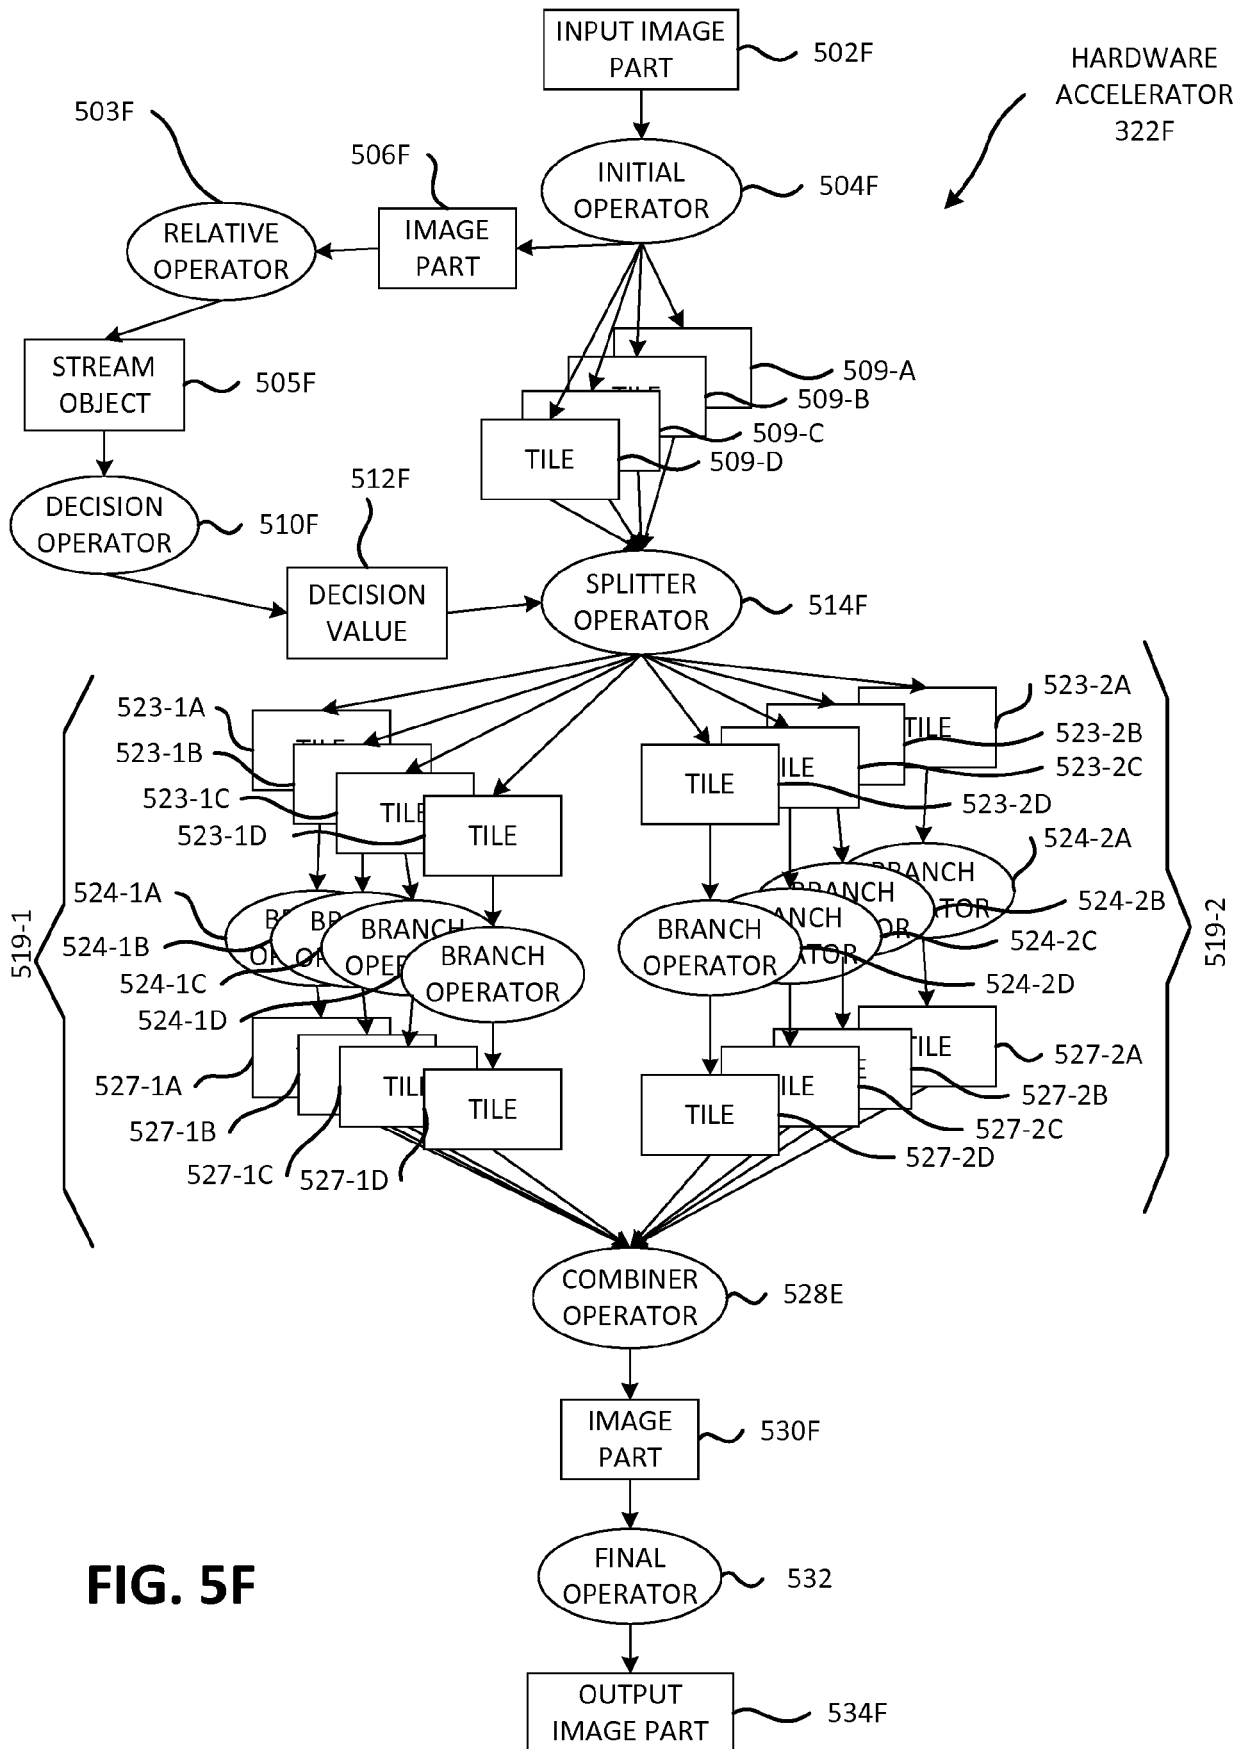 INPUT IMAGE
PART
502F
HARDWARE
ACCELERATOR
322F
503F
506F
INITIAL
OPERATOR
504F
RELATIVE
OPERATOR
IMAGE
PART
STREAM
OBJECT
505F
509-A
509-B
509-C
TILE
509-D
512F
DECISION
OPERATOR
510F
DECISION
VALUE
SPLITTER
OPERATOR
514F
523-1A
523-1B
523-1C
523-1D
TILE
TILE
TILE
TILE
TILE
523-2A
523-2B
523-2C
523-2D
519-1
519-2
524-1A
524-1B
524-1C
524-1D
BRANCH
OPERATOR
BRANCH
OPERATOR
BRANCH
524-2A
524-2B
524-2C
524-2D
527-1A
527-1B
527-1C
527-1D
TILE
TILE
TILE
TILE
527-2A
527-2B
527-2C
527-2D
COMBINER
OPERATOR
528E
IMAGE
PART
530F
FINAL
OPERATOR
532
FIG. 5F
OUTPUT
IMAGE PART
534F